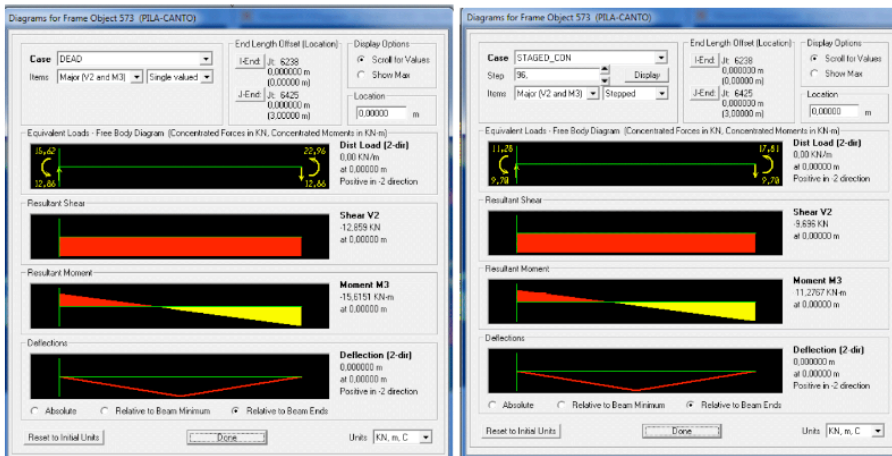 Diagrams for Frame Object 573 (PILA-CANTO)
Case DEAD
Items Major (V2 and M3) Single valued
End Length Offset (Location)
I-End: Jt: 6238
0,000000 m
(0,00000 m)
J-End: Jt: 6425
0,000000 m
(3,00000 m)
Display Options
Scroll for Values
Show Max
Location
0,00000 m
Equivalent Loads - Free Body Diagram (Concentrated Forces in KN, Concentrated Moments in KN-m)
15,62
12,86
22,96
12,86
Dist Load (2-dir)
0,00 KN/m
at 0,00000 m
Positive in -2 direction
Resultant Shear
Shear V2
-12,859 KN
at 0,00000 m
Resultant Moment
Moment M3
-15,6151 KN-m
at 0,00000 m
Deflections
Deflection (2-dir)
0,000000 m
at 0,00000 m
Positive in -2 direction
Absolute Relative to Beam Minimum Relative to Beam Ends
Reset to Initial Units Done Units KN, m, C
Diagrams for Frame Object 573 (PILA-CANTO)
Case STAGED_CON
Step 96, Display
Items Major (V2 and M3) Stepped
End Length Offset (Location)
I-End: Jt: 6238
0,000000 m
(0,00000 m)
J-End: Jt: 6425
0,000000 m
(3,00000 m)
Display Options
Scroll for Values
Show Max
Location
0,00000 m
Equivalent Loads - Free Body Diagram (Concentrated Forces in KN, Concentrated Moments in KN-m)
11,28
9,70
17,81
9,70
Dist Load (2-dir)
0,00 KN/m
at 0,00000 m
Positive in -2 direction
Resultant Shear
Shear V2
-9,696 KN
at 0,00000 m
Resultant Moment
Moment M3
-11,2767 KN-m
at 0,00000 m
Deflections
Deflection (2-dir)
0,000000 m
at 0,00000 m
Positive in -2 direction
Absolute Relative to Beam Minimum Relative to Beam Ends
Reset to Initial Units Done Units KN, m, C